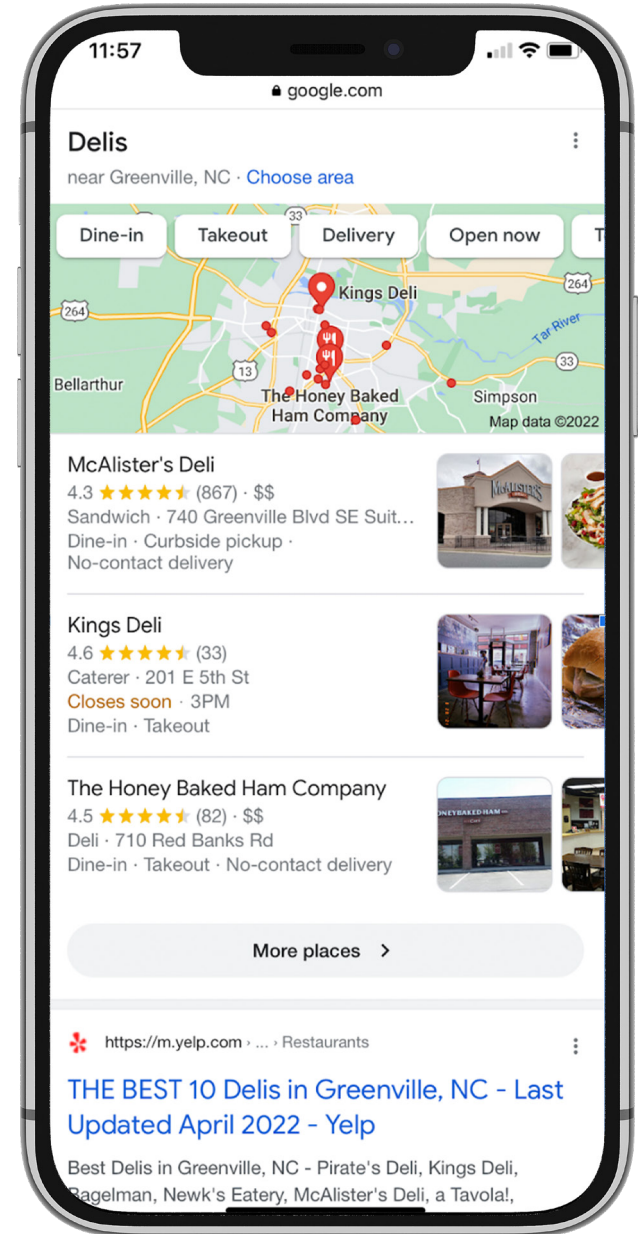 11:57
google.com
Delis
near Greenville, NC · Choose area
33
Dine-in
Takeout
Delivery
Open now
T
264
Kings Deli
264
Tar River
13
33
Bellarthur
The Honey Baked
Ham Company
Simpson
Map data ©2022
McAlister's Deli
4.3 (867) · $$
Sandwich · 740 Greenville Blvd SE Suit...
Dine-in · Curbside pickup ·
No-contact delivery
McALISTER'S
Kings Deli
4.6 (33)
Caterer · 201 E 5th St
Closes soon · 3PM
Dine-in · Takeout
The Honey Baked Ham Company
4.5 (82) · $$
Deli · 710 Red Banks Rd
Dine-in · Takeout · No-contact delivery
More places >
https://m.yelp.com › ... › Restaurants
THE BEST 10 Delis in Greenville, NC - Last
Updated April 2022 - Yelp
Best Delis in Greenville, NC - Pirate's Deli, Kings Deli,
Bagelman, Newk's Eatery, McAlister's Deli, a Tavola!,